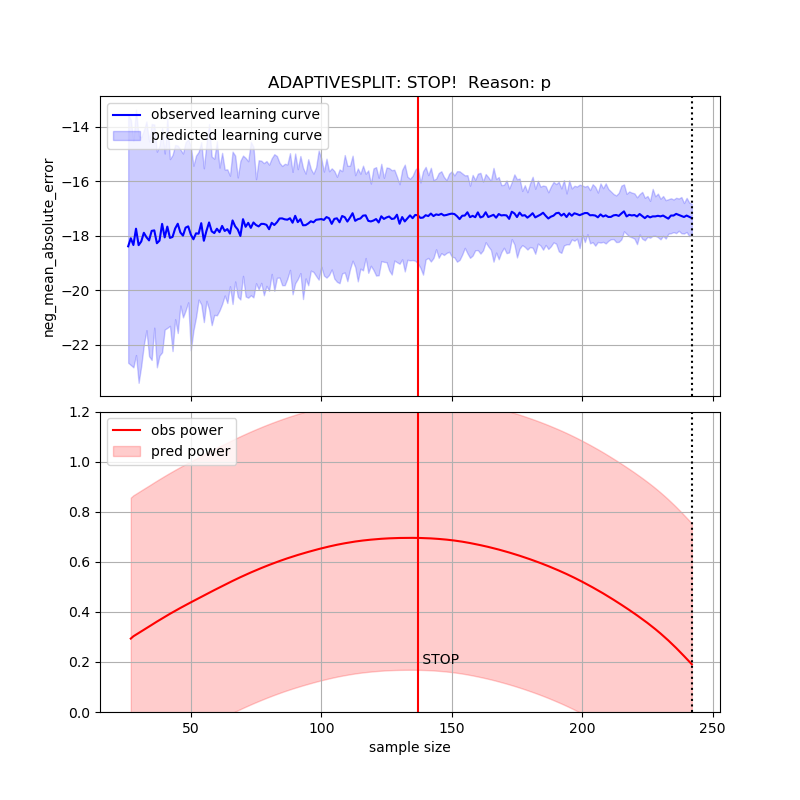 ADAPTIVESPLIT: STOP!  Reason: p
observed learning curve
predicted learning curve
neg_mean_absolute_error
−14
−16
−18
−20
−22
obs power
pred power
1.2
1.0
0.8
0.6
0.4
0.2
0.0
STOP
50
100
150
200
250
sample size